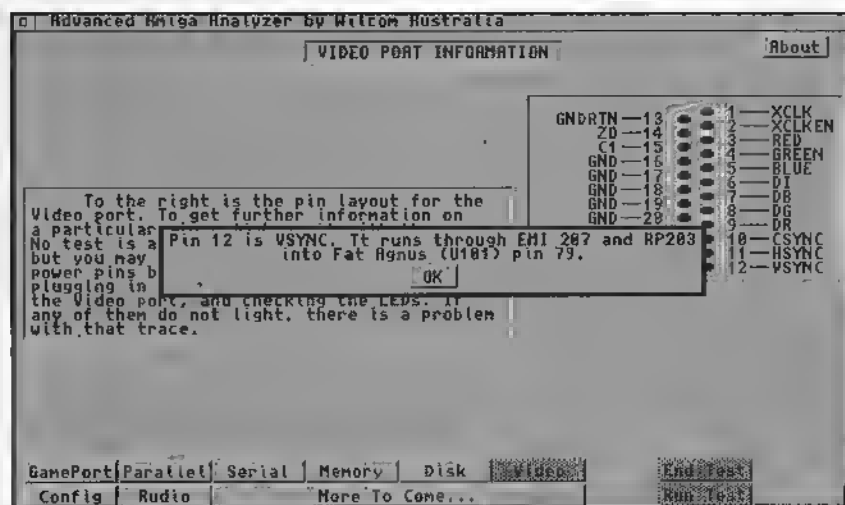 Advanced Amiga Analyzer by Wilcom Australia
VIDEO PORT INFORMATION
About
GNDRTN 13
ZD 14
C1 15
GND 16
GND 17
GND 18
GND 19
GND 20
1 XCLK
2 XCLKEN
3 RED
4 GREEN
5 BLUE
6 DI
7 DB
8 DG
9 DR
10 CSYNC
11 HSYNC
12 VSYNC
To the right is the pin layout for the
Video port. To get further information on
a particular
No test is a
but you may
power pins b
plugging in
the Video port, and checking the LEDs. If
any of them do not light, there is a problem
with that trace.
Pin 12 is VSYNC. It runs through EMI 207 and RP203
into Fat Agnus (U101) pin 79.
OK
GamePort Parallel Serial Memory Disk Video End Test
Config Audio More To Come... Run Test